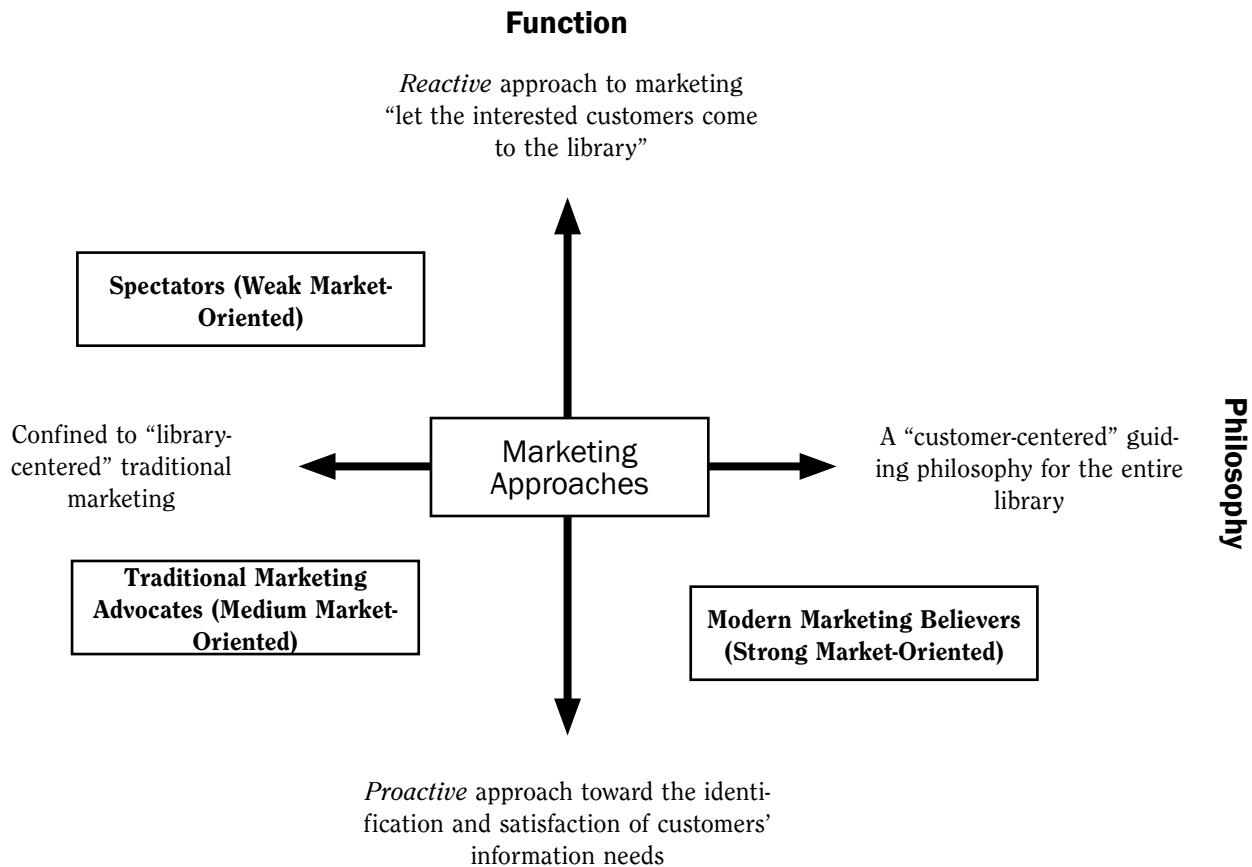 Function
Reactive approach to marketing
“let the interested customers come
to the library”
Spectators (Weak Market-
Oriented)
Confined to “library-
centered” traditional
marketing
Marketing
Approaches
A “customer-centered” guid-
ing philosophy for the entire
library
Philosophy
Traditional Marketing
Advocates (Medium Market-
Oriented)
Modern Marketing Believers
(Strong Market-Oriented)
Proactive approach toward the identi-
fication and satisfaction of customers’
information needs